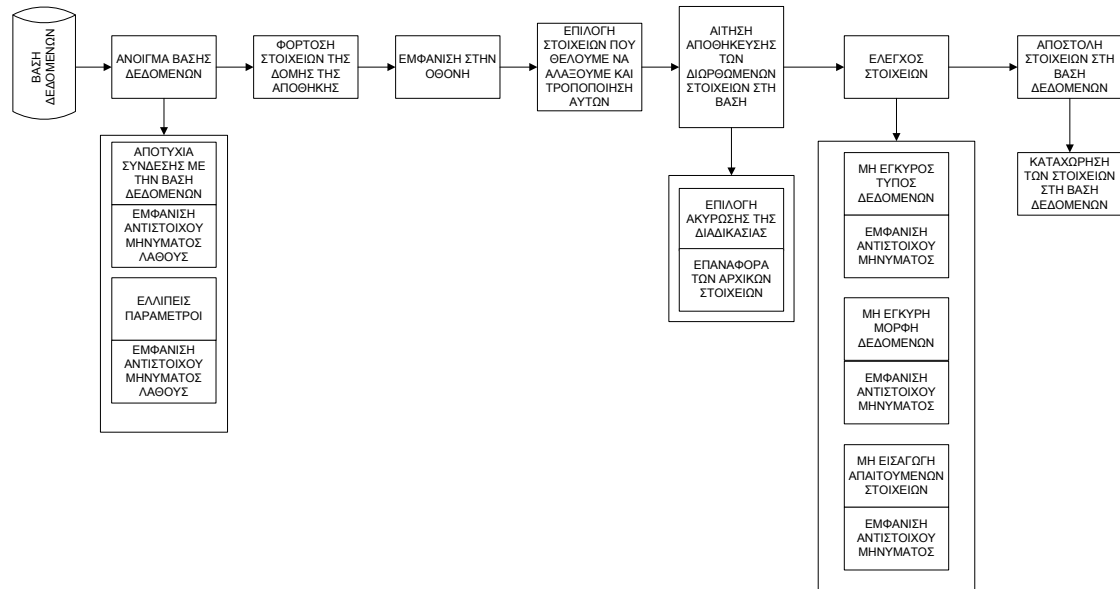 ΒΑΣΗ
ΔΕΔΟΜΕΝΩΝ
ΑΝΟΙΓΜΑ ΒΑΣΗΣ
ΔΕΔΟΜΕΝΩΝ
ΦΟΡΤΟΣΗ
ΣΤΟΙΧΕΙΩΝ ΤΗΣ
ΔΟΜΗΣ ΤΗΣ
ΑΠΟΘΗΚΗΣ
ΕΜΦΑΝΙΣΗ ΣΤΗΝ
ΟΘΟΝΗ
ΕΠΙΛΟΓΗ
ΣΤΟΙΧΕΙΩΝ ΠΟΥ
ΘΕΛΟΥΜΕ ΝΑ
ΑΛΑΞΟΥΜΕ ΚΑΙ
ΤΡΟΠΟΠΟΙΗΣΗ
ΑΥΤΩΝ
ΑΙΤΗΣΗ
ΑΠΟΘΗΚΕΥΣΗΣ
ΤΩΝ
ΔΙΩΡΘΩΜΕΝΩΝ
ΣΤΟΙΧΕΙΩΝ ΣΤΗ
ΒΑΣΗ
ΕΛΕΓΧΟΣ
ΣΤΟΙΧΕΙΩΝ
ΑΠΟΣΤΟΛΗ
ΣΤΟΙΧΕΙΩΝ ΣΤΗ
ΒΑΣΗ
ΔΕΔΟΜΕΝΩΝ
ΑΠΟΤΥΧΙΑ
ΣΥΝΔΕΣΗΣ ΜΕ
ΤΗΝ ΒΑΣΗ
ΔΕΔΟΜΕΝΩΝ
ΕΜΦΑΝΙΣΗ
ΑΝΤΙΣΤΟΙΧΟΥ
ΜΗΝΥΜΑΤΟΣ
ΛΑΘΟΥΣ
ΕΛΛΙΠΕΙΣ
ΠΑΡΑΜΕΤΡΟΙ
ΕΜΦΑΝΙΣΗ
ΑΝΤΙΣΤΟΙΧΟΥ
ΜΗΝΥΜΑΤΟΣ
ΛΑΘΟΥΣ
ΕΠΙΛΟΓΗ
ΑΚΥΡΩΣΗΣ ΤΗΣ
ΔΙΑΔΙΚΑΣΙΑΣ
ΕΠΑΝΑΦΟΡΑ
ΤΩΝ ΑΡΧΙΚΩΝ
ΣΤΟΙΧΕΙΩΝ
ΜΗ ΕΓΚΥΡΟΣ
ΤΥΠΟΣ
ΔΕΔΟΜΕΝΩΝ
ΕΜΦΑΝΙΣΗ
ΑΝΤΙΣΤΟΙΧΟΥ
ΜΗΝΥΜΑΤΟΣ
ΜΗ ΕΓΚΥΡΗ
ΜΟΡΦΗ
ΔΕΔΟΜΕΝΩΝ
ΕΜΦΑΝΙΣΗ
ΑΝΤΙΣΤΟΙΧΟΥ
ΜΗΝΥΜΑΤΟΣ
ΜΗ ΕΙΣΑΓΩΓΗ
ΑΠΑΙΤΟΥΜΕΝΩΝ
ΣΤΟΙΧΕΙΩΝ
ΕΜΦΑΝΙΣΗ
ΑΝΤΙΣΤΟΙΧΟΥ
ΜΗΝΥΜΑΤΟΣ
ΚΑΤΑΧΩΡΗΣΗ
ΤΩΝ ΣΤΟΙΧΕΙΩΝ
ΣΤΗ ΒΑΣΗ
ΔΕΔΟΜΕΝΩΝ